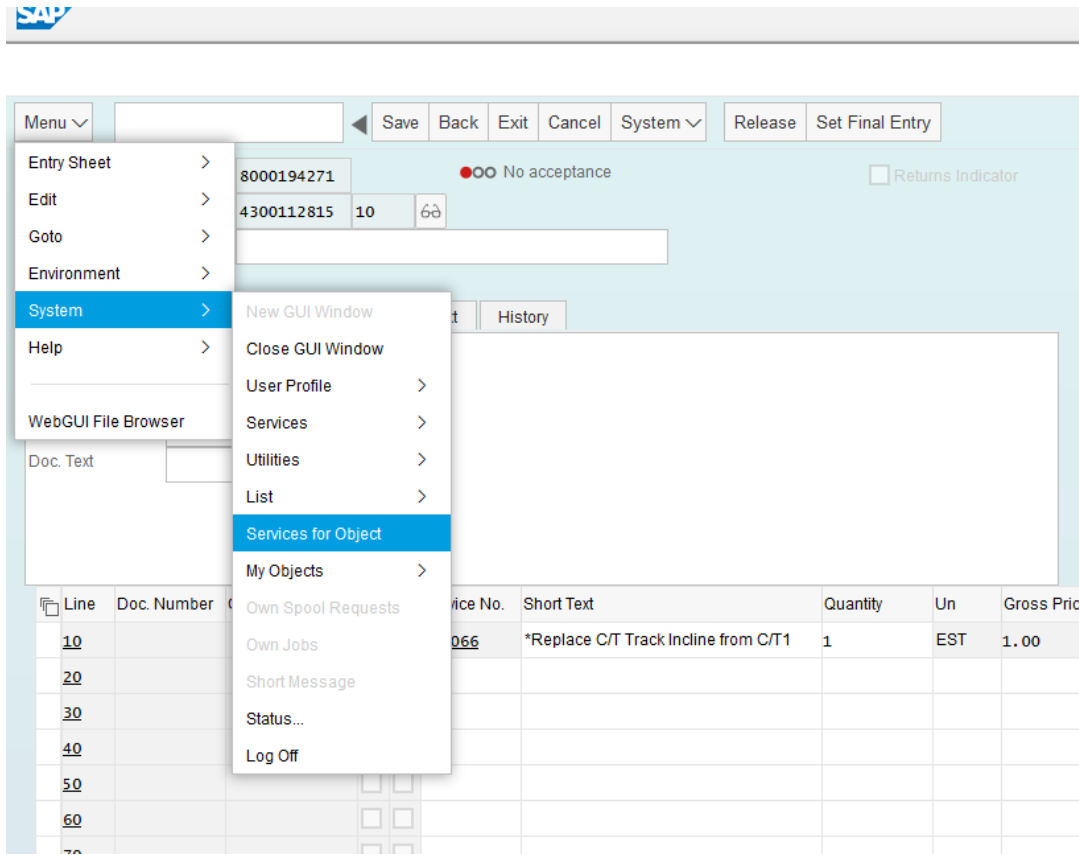 SAP
Menu Save Back Exit Cancel System Release Set Final Entry
Entry Sheet
8000194271 No acceptance Returns Indicator
Edit
4300112815 10
Goto
Environment
System
New GUI Window
History
Help
Close GUI Window
User Profile
WebGUI File Browser
Services
Doc. Text
Utilities
List
Services for Object
My Objects
Line Doc. Number Own Spool Requests vice No. Short Text Quantity Un Gross Pric
10 Own Jobs 066 *Replace C/T Track Incline from C/T1 1 EST 1.00
20 Short Message
30 Status...
40 Log Off
50
60